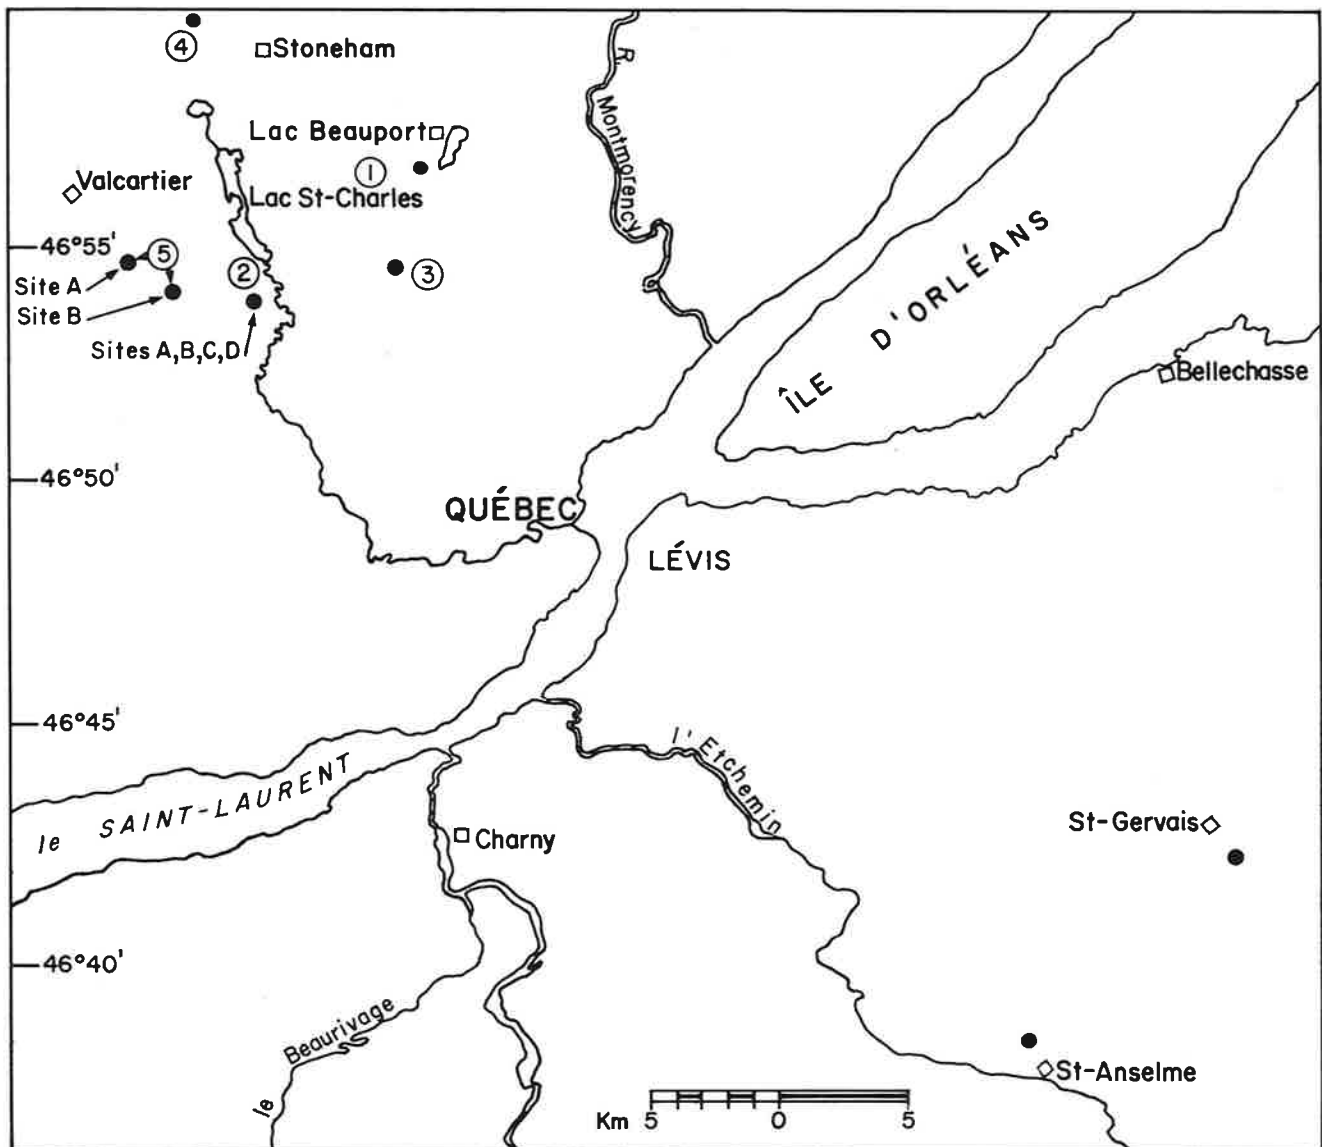 4
Stoneham
R.
Montmorency
Lac Beauport
1
Valcartier
Lac St-Charles
46°55'
5
2
3
Site A
Site B
Sites A,B,C,D
ÎLE D'ORLÉANS
Bellechasse
46°50'
QUÉBEC
LÉVIS
46°45'
l'Etchemin
le SAINT-LAURENT
St-Gervais
Charny
46°40'
le Beaurivage
St-Anselme
Km 5 0 5